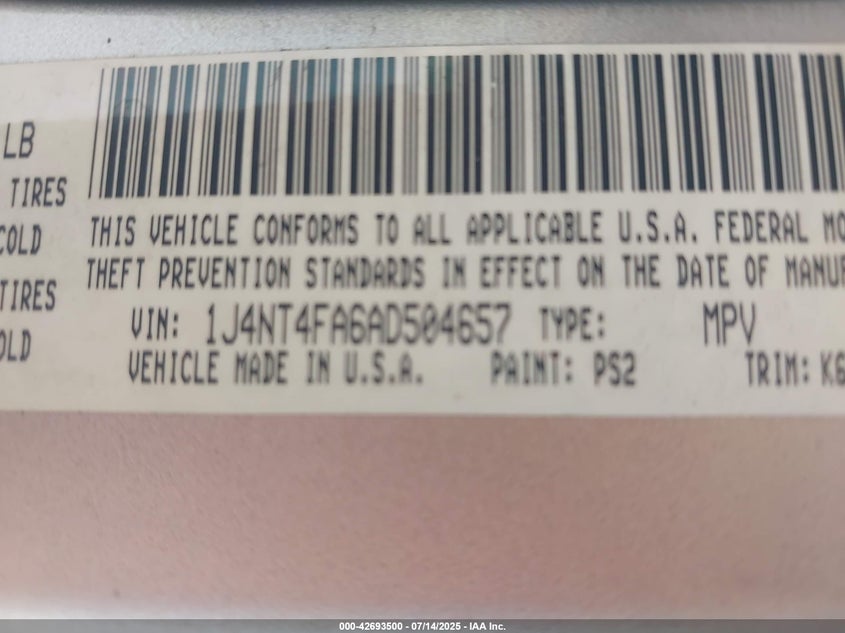 LB
TIRES
COLD
TIRES
OLD
THIS VEHICLE CONFORMS TO ALL APPLICABLE U.S.A. FEDERAL MO
THEFT PREVENTION STANDARDS IN EFFECT ON THE DATE OF MANUF
VIN: 1J4NT4FA6AD504657 TYPE: MPV
VEHICLE MADE IN U.S.A. PAINT: PS2 TRIM: K6
000-42693500 - 07/14/2025 - IAA Inc.